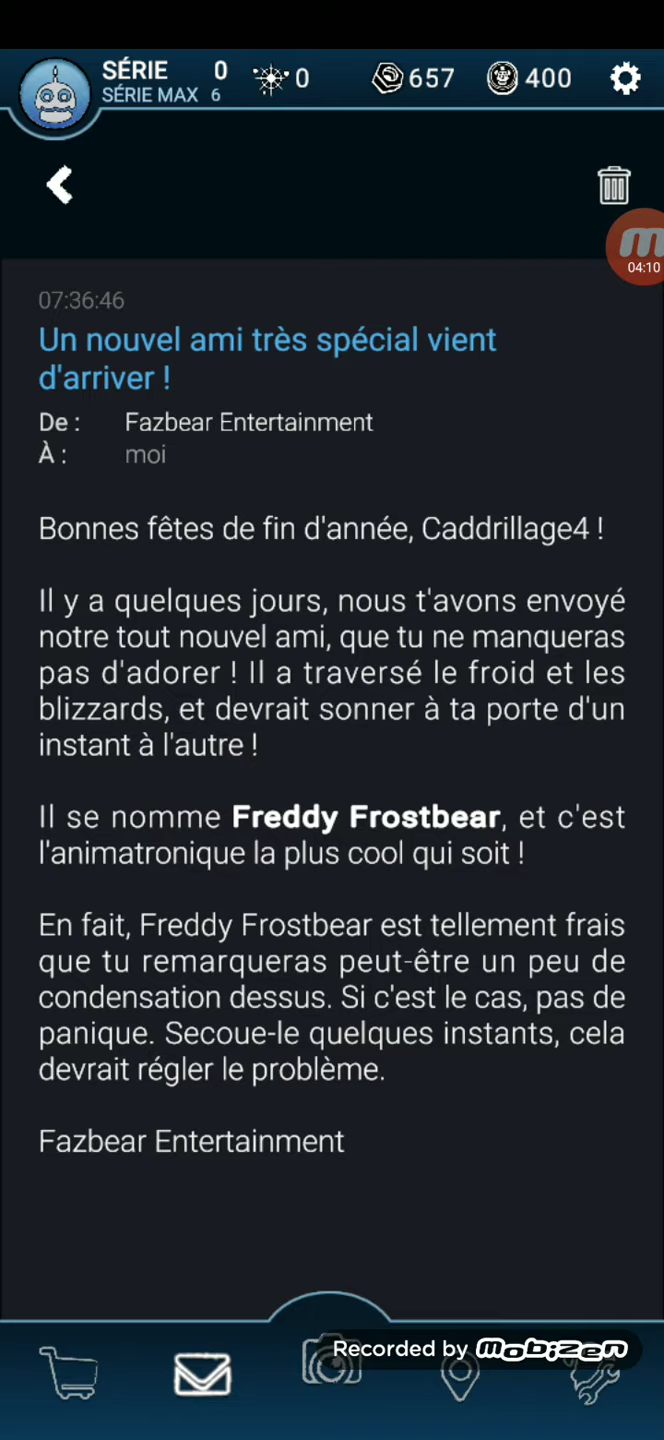 SÉRIE 0 0 657 400
SÉRIE MAX 6
04:10
07:36:46
Un nouvel ami très spécial vient
d'arriver !
De : Fazbear Entertainment
À : moi
Bonnes fêtes de fin d'année, Caddrillage4 !
Il y a quelques jours, nous t'avons envoyé
notre tout nouvel ami, que tu ne manqueras
pas d'adorer ! Il a traversé le froid et les
blizzards, et devrait sonner à ta porte d'un
instant à l'autre !
Il se nomme Freddy Frostbear, et c'est
l'animatronique la plus cool qui soit !
En fait, Freddy Frostbear est tellement frais
que tu remarqueras peut-être un peu de
condensation dessus. Si c'est le cas, pas de
panique. Secoue-le quelques instants, cela
devrait régler le problème.
Fazbear Entertainment
Recorded by mobizen